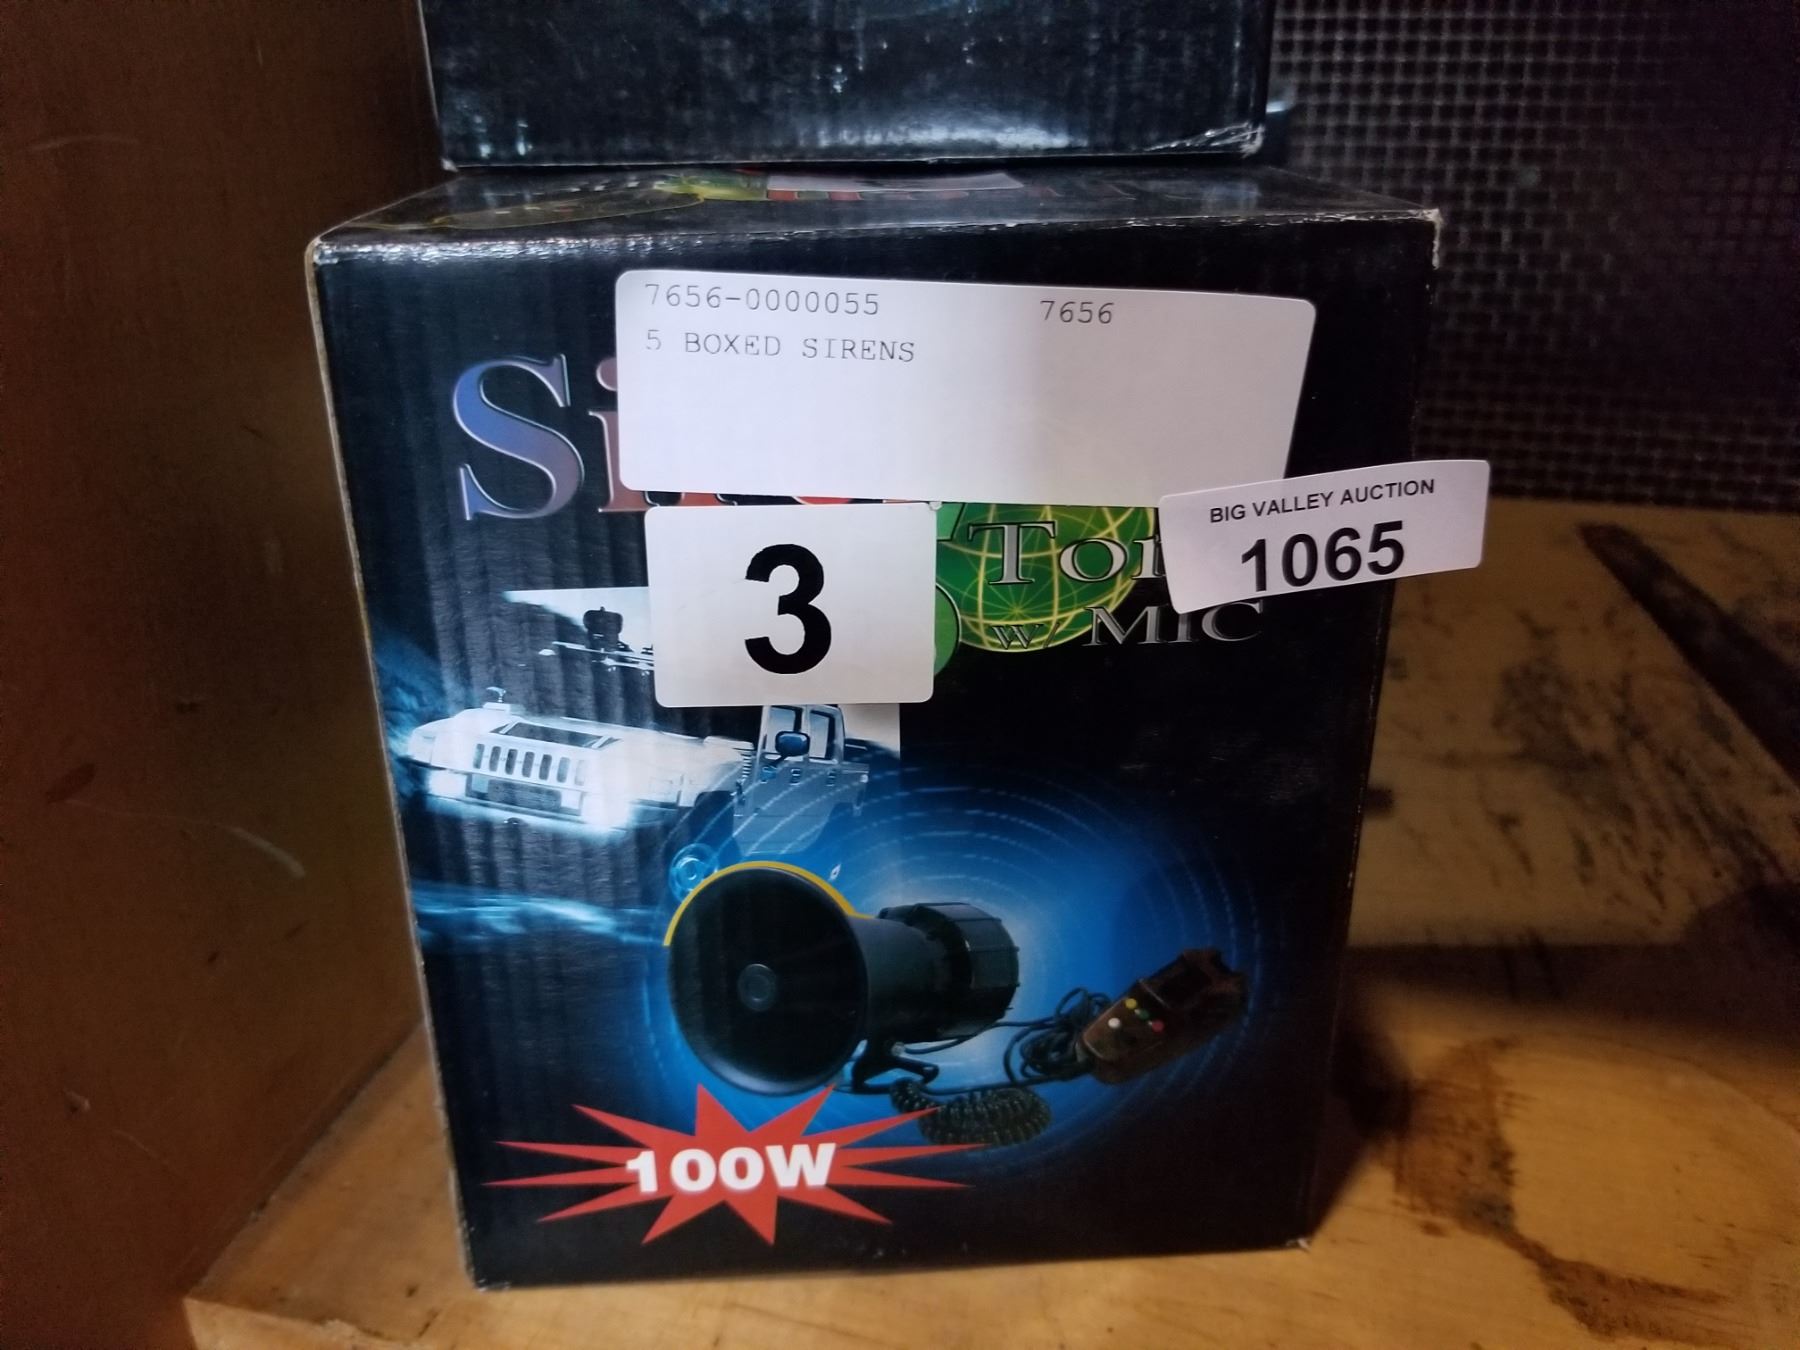 7656-0000055 7656
5 BOXED SIRENS
BIG VALLEY AUCTION
1065
3
w/ MIC
100W